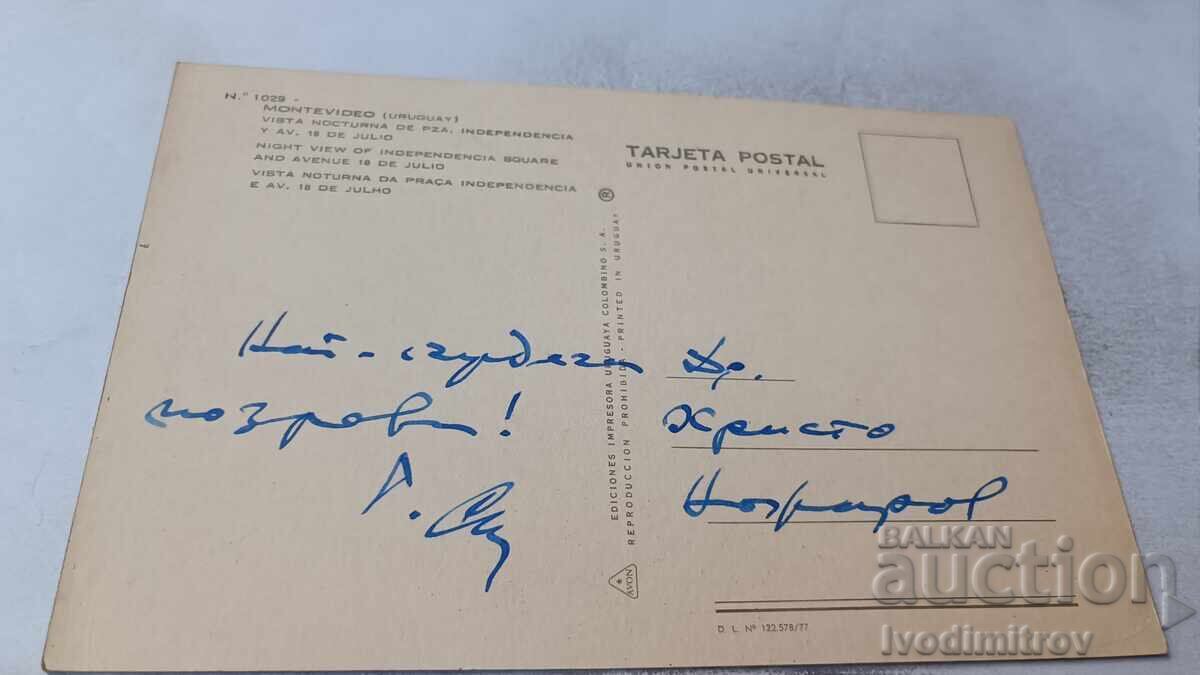 N.º 1029 -
MONTEVIDEO (URUGUAY)
VISTA NOCTURNA DE PZA. INDEPENDENCIA
Y AV. 18 DE JULIO
NIGHT VIEW OF INDEPENDENCIA SQUARE
AND AVENUE 18 DE JULIO
VISTA NOTURNA DA PRAÇA INDEPENDENCIA
E AV. 18 DE JULHO
TARJETA POSTAL
UNION POSTAL UNIVERSAL
Най-сърдечни
поздрави!
EDICIONES IMPRESORA URUGUAYA COLOMBINO S. A. ®
REPRODUCCION PROHIBIDA - PRINTED IN URUGUAY
AVON
Др.
Христо
D. L. Nº 122.578/77
BALKAN
auction
Ivodimitrov